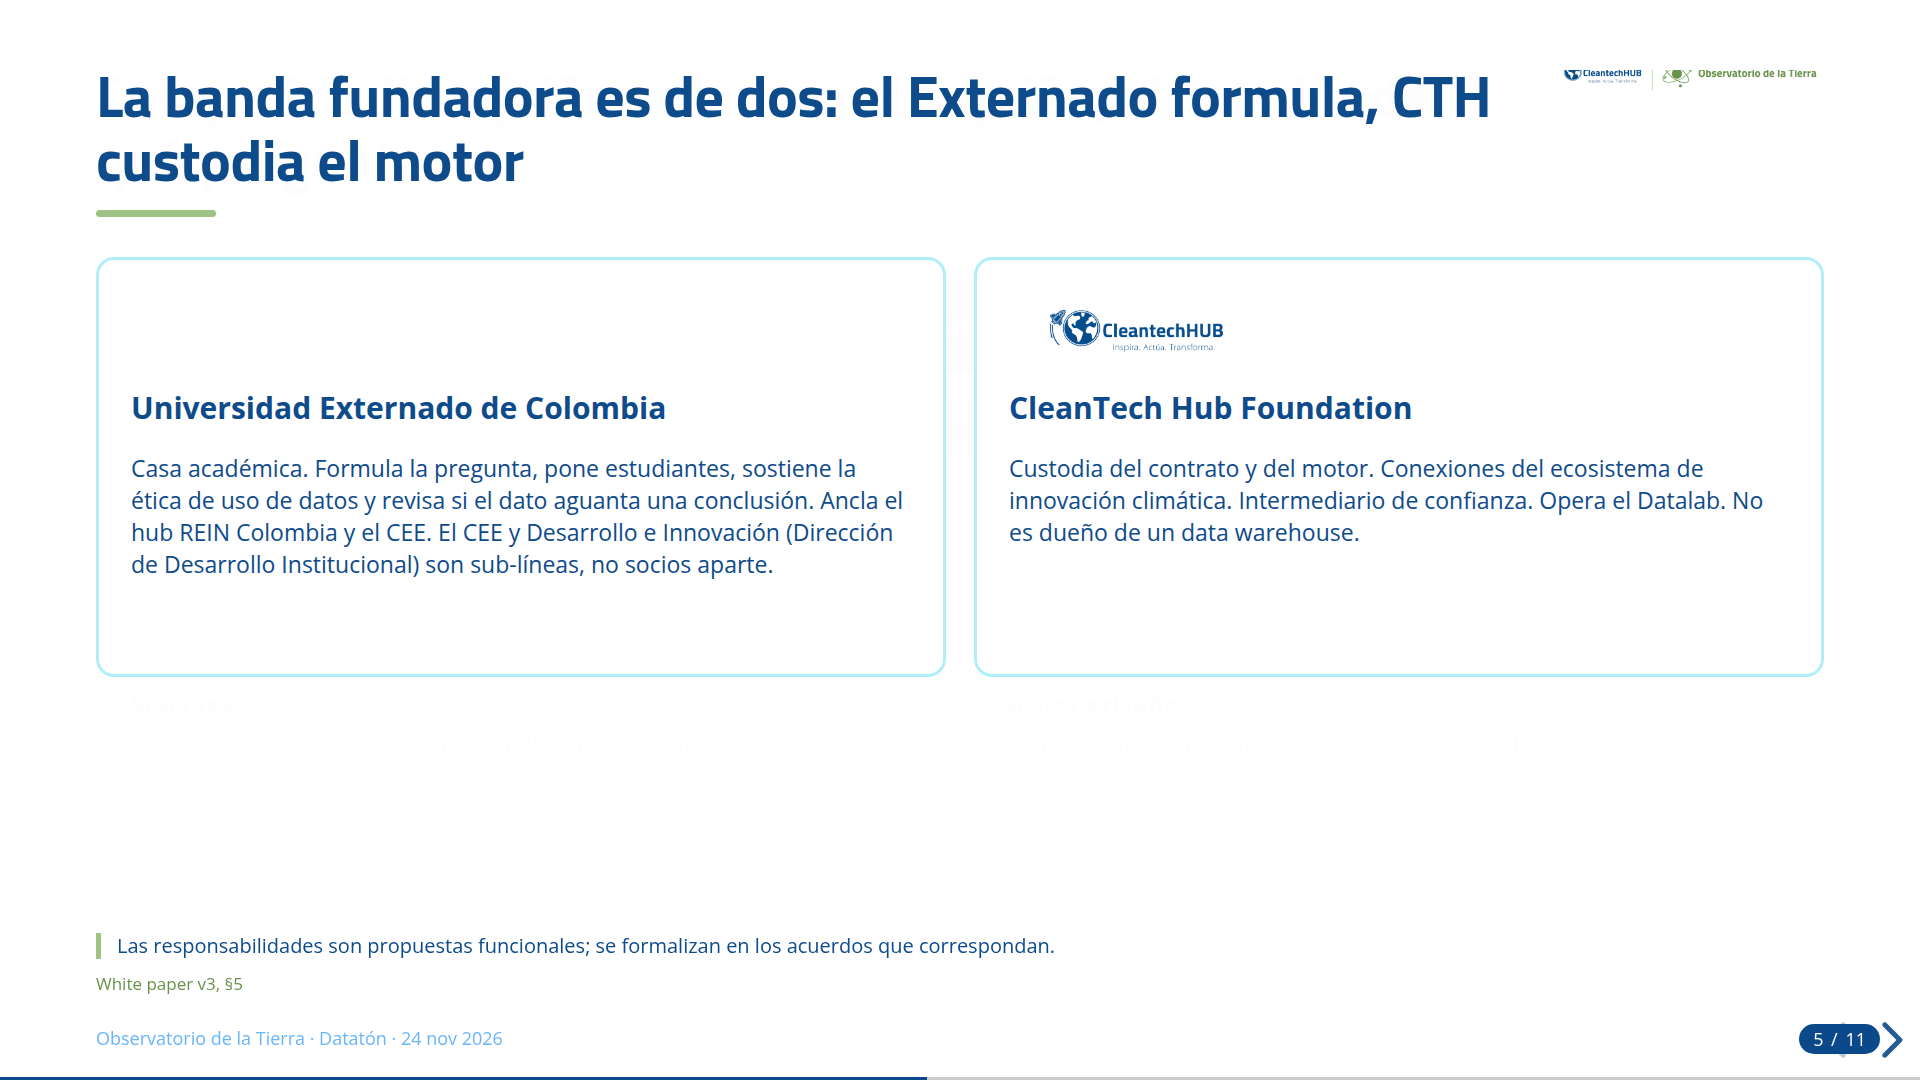 La banda fundadora es de dos: el Externado formula, CTH
custodia el motor
CleantechHUB
Observatorio de la Tierra
Universidad Externado de Colombia
Casa académica. Formula la pregunta, pone estudiantes, sostiene la
ética de uso de datos y revisa si el dato aguanta una conclusión. Ancla el
hub REIN Colombia y el CEE. El CEE y Desarrollo e Innovación (Dirección
de Desarrollo Institucional) son sub-líneas, no socios aparte.
CleantechHUB
Inspira. Actúa. Transforma.
CleanTech Hub Foundation
Custodia del contrato y del motor. Conexiones del ecosistema de
innovación climática. Intermediario de confianza. Opera el Datalab. No
es dueño de un data warehouse.
Startups
Sector privado
Las responsabilidades son propuestas funcionales; se formalizan en los acuerdos que correspondan.
White paper v3, §5
Observatorio de la Tierra · Datatón · 24 nov 2026
5 / 11